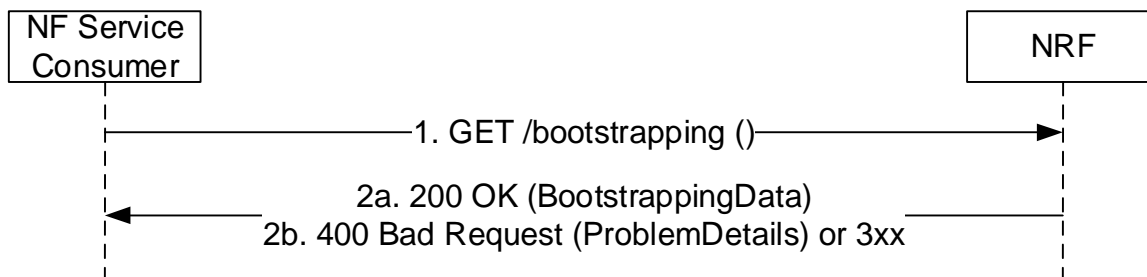 NF Service
Consumer
NRF
1. GET /bootstrapping ()
2a. 200 OK (BootstrappingData)
2b. 400 Bad Request (ProblemDetails) or 3xx